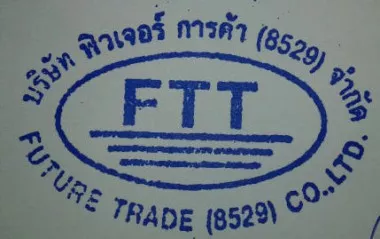 บริษัท ฟิวเจอร์ การค้า (8529) จำกัด
FTT
FUTURE TRADE (8529) CO.,LTD.